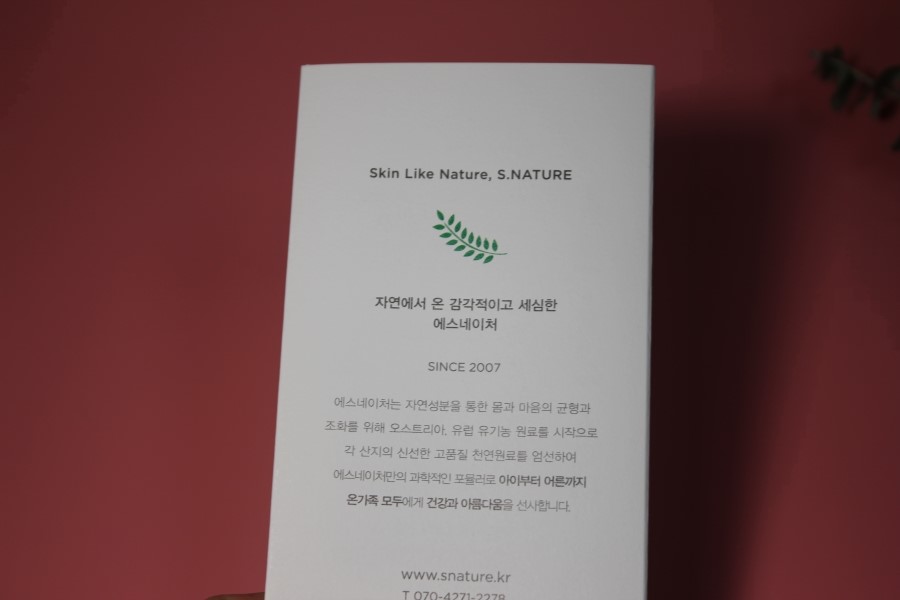 Skin Like Nature, S.NATURE
자연에서 온 감각적이고 세심한
에스네이처
SINCE 2007
에스네이처는 자연성분을 통한 몸과 마음의 균형과
조화를 위해 오스트리아, 유럽 유기농 원료를 시작으로
각 산지의 신선한 고품질 천연원료를 엄선하여
에스네이처만의 과학적인 포뮬러로 아이부터 어른까지
온가족 모두에게 건강과 아름다움을 선사합니다.
www.snature.kr
T 070-4271-2278